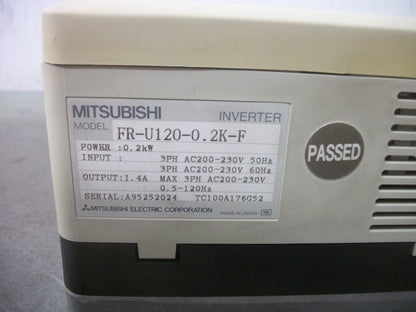 MITSUBISHI INVERTER
MODEL FR-U120-0.2K-F
POWER :0.2kW
INPUT : 3PH AC200-230V 50Hz
3PH AC200-230V 60Hz
OUTPUT:1.4A MAX 3PH AC200-230V
0.5-120Hz
SERIAL:A95252024 TC100A176G52
MITSUBISHI ELECTRIC CORPORATION MADE IN JAPAN
PASSED